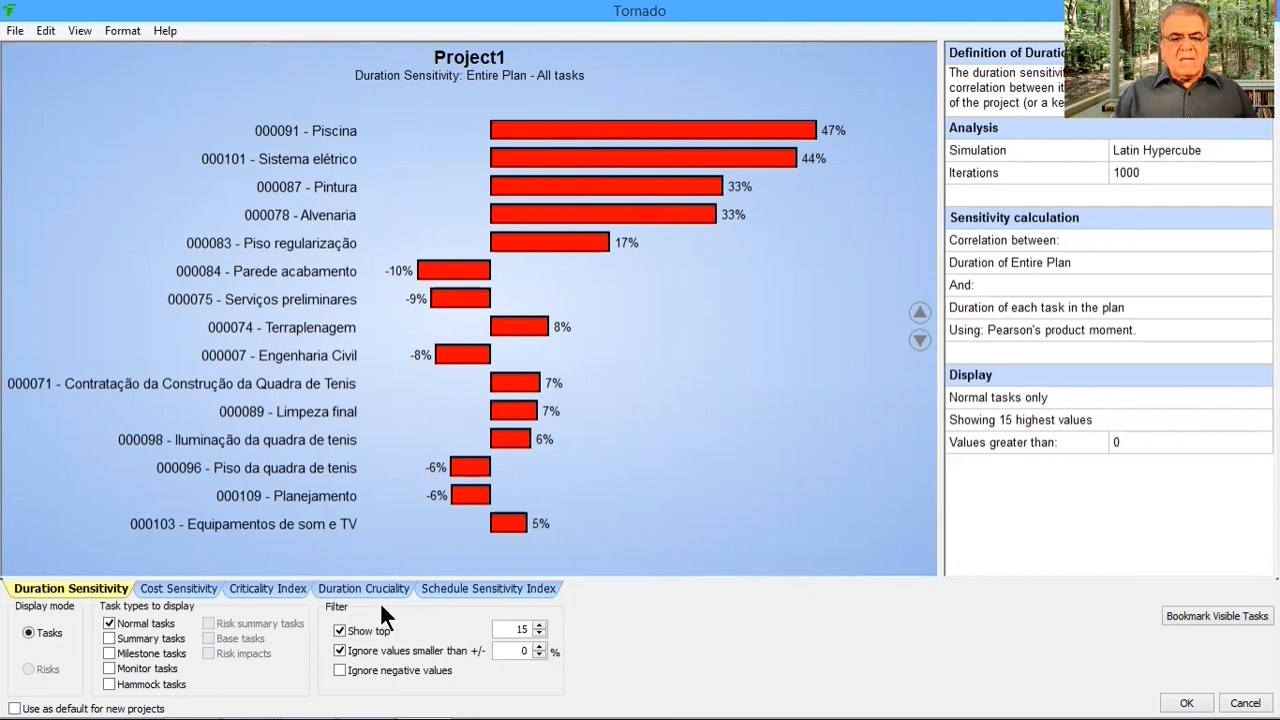 Tornado
File Edit View Format Help
Project1
Duration Sensitivity: Entire Plan - All tasks
000091 - Piscina 47%
000101 - Sistema elétrico 44%
000087 - Pintura 33%
000078 - Alvenaria 33%
000083 - Piso regularização 17%
000084 - Parede acabamento -10%
000075 - Serviços preliminares -9%
000074 - Terraplenagem 8%
000007 - Engenharia Civil -8%
000071 - Contratação da Construção da Quadra de Tenis 7%
000089 - Limpeza final 7%
000098 - Iluminação da quadra de tenis 6%
000096 - Piso da quadra de tenis -6%
000109 - Planejamento -6%
000103 - Equipamentos de som e TV 5%
Definition of
The duration
correlation between
of the project (or a
Analysis
Simulation Latin Hypercube
Iterations 1000
Sensitivity calculation
Correlation between:
Duration of Entire Plan
And:
Duration of each task in the plan
Using: Pearson's product moment.
Display
Normal tasks only
Showing 15 highest values
Values greater than: 0
Duration Sensitivity Cost Sensitivity Criticality Index Duration Cruciality Schedule Sensitivity Index
Display mode
Tasks
Risks
Task types to display
Normal tasks Risk summary tasks
Summary tasks Base tasks
Milestone tasks Risk impacts
Monitor tasks
Hammock tasks
Filter
Show top 15
Ignore values smaller than +/- 0 %
Ignore negative values
Bookmark Visible Tasks
Use as default for new projects
OK Cancel